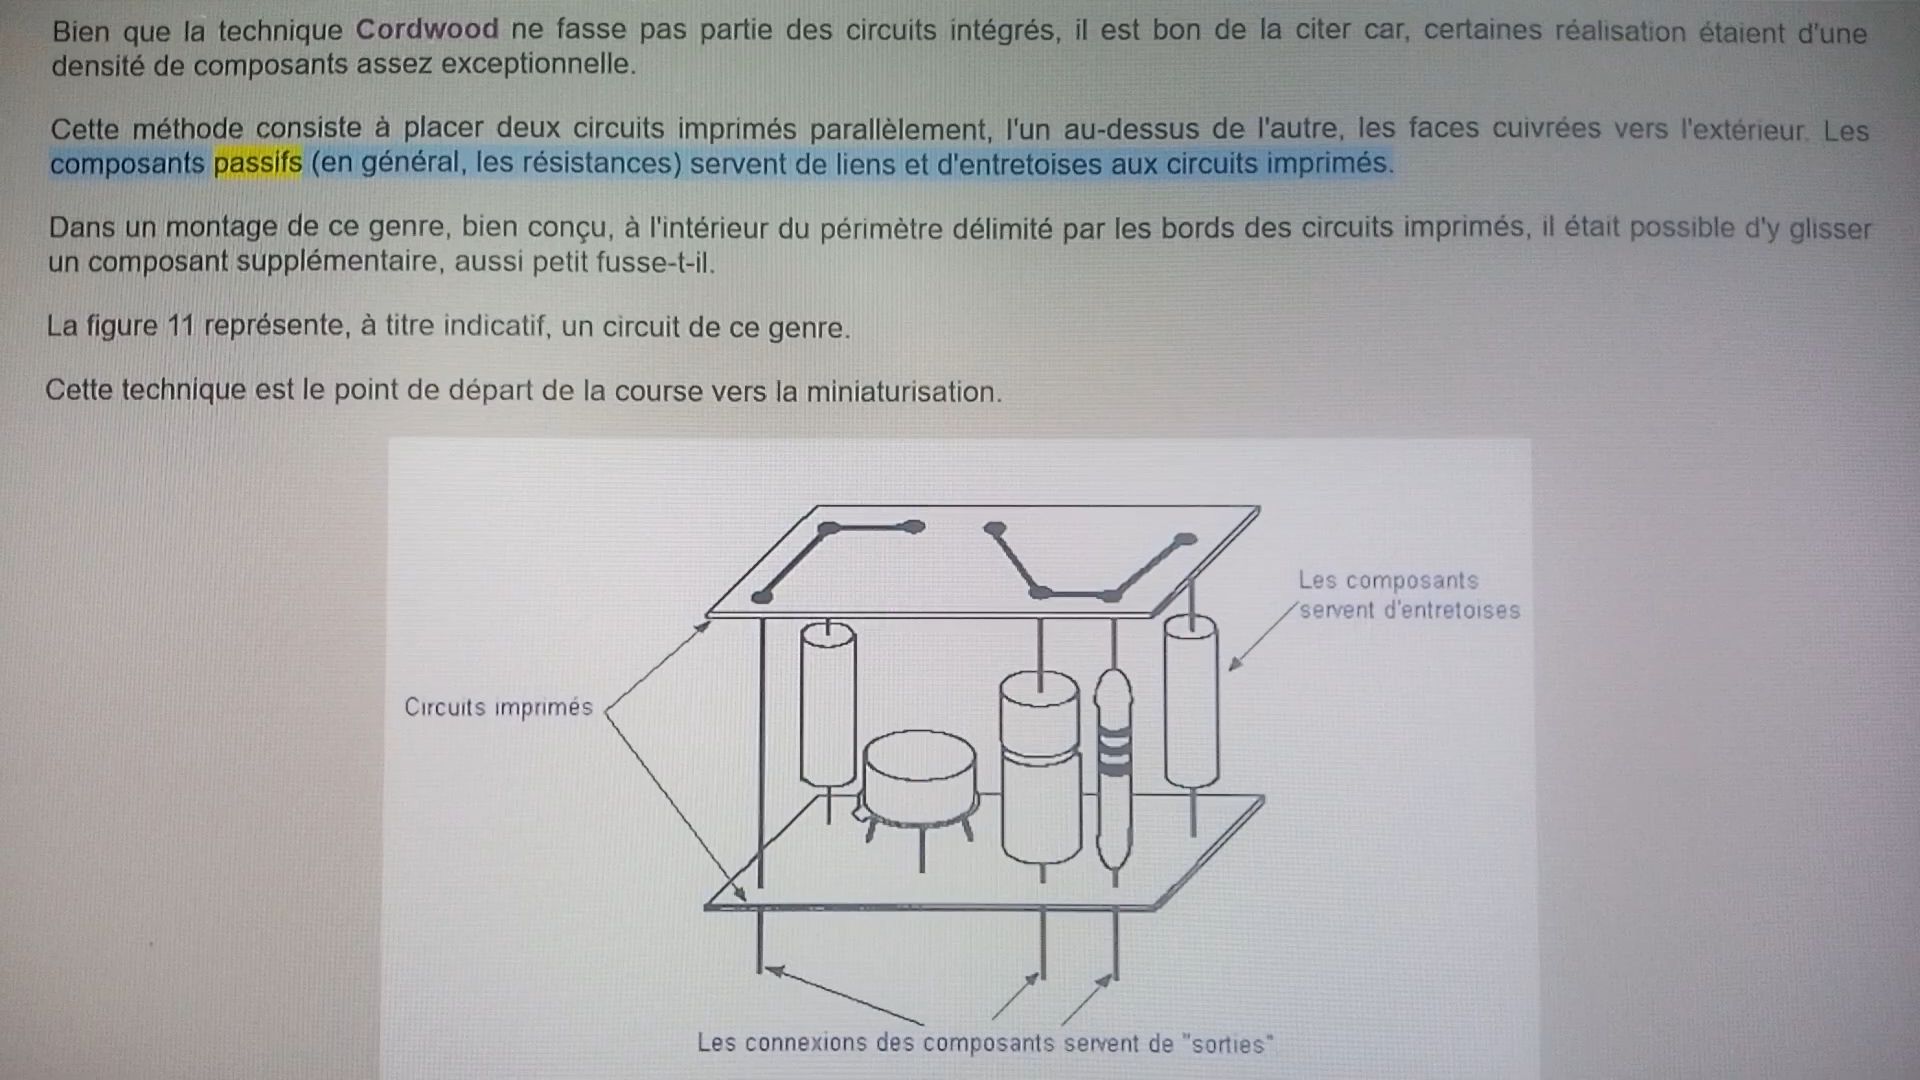 Bien que la technique Cordwood ne fasse pas partie des circuits intégrés, il est bon de la citer car, certaines réalisation étaient d'une
densité de composants assez exceptionnelle.
Cette méthode consiste à placer deux circuits imprimés parallèlement, l'un au-dessus de l'autre, les faces cuivrées vers l'extérieur. Les
composants passifs (en général, les résistances) servent de liens et d'entretoises aux circuits imprimés.
Dans un montage de ce genre, bien conçu, à l'intérieur du périmètre délimité par les bords des circuits imprimés, il était possible d'y glisser
un composant supplémentaire, aussi petit fusse-t-il.
La figure 11 représente, à titre indicatif, un circuit de ce genre.
Cette technique est le point de départ de la course vers la miniaturisation.
Les composants
servent d'entretoises
Circuits imprimés
Les connexions des composants servent de "sorties"